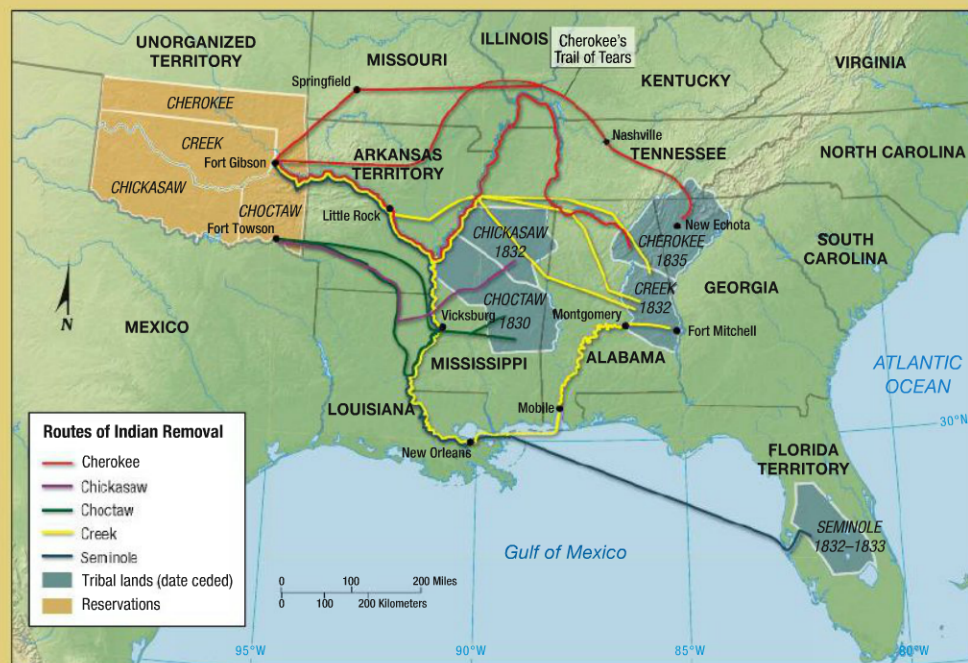 UNORGANIZED
TERRITORY
MISSOURI
ILLINOIS
Cherokee's
Trail of Tears
KENTUCKY
VIRGINIA
Springfield
CHEROKEE
CREEK
Fort Gibson
CHICKASAW
CHOCTAW
Fort Towson
ARKANSAS
TERRITORY
Little Rock
Nashville
TENNESSEE
NORTH CAROLINA
New Echota
CHICKASAW
1832
CHEROKEE
1835
SOUTH
CAROLINA
CHOCTAW
1830
CREEK
1832
GEORGIA
N
MEXICO
Vicksburg
Montgomery
Fort Mitchell
MISSISSIPPI
ALABAMA
ATLANTIC
OCEAN
LOUISIANA
Mobile
30°N
New Orleans
FLORIDA
TERRITORY
SEMINOLE
1832–1833
Gulf of Mexico
Routes of Indian Removal
Cherokee
Chickasaw
Choctaw
Creek
Seminole
Tribal lands (date ceded)
Reservations
0 100 200 Miles
0 100 200 Kilometers
95°W
90°W
85°W
80°W